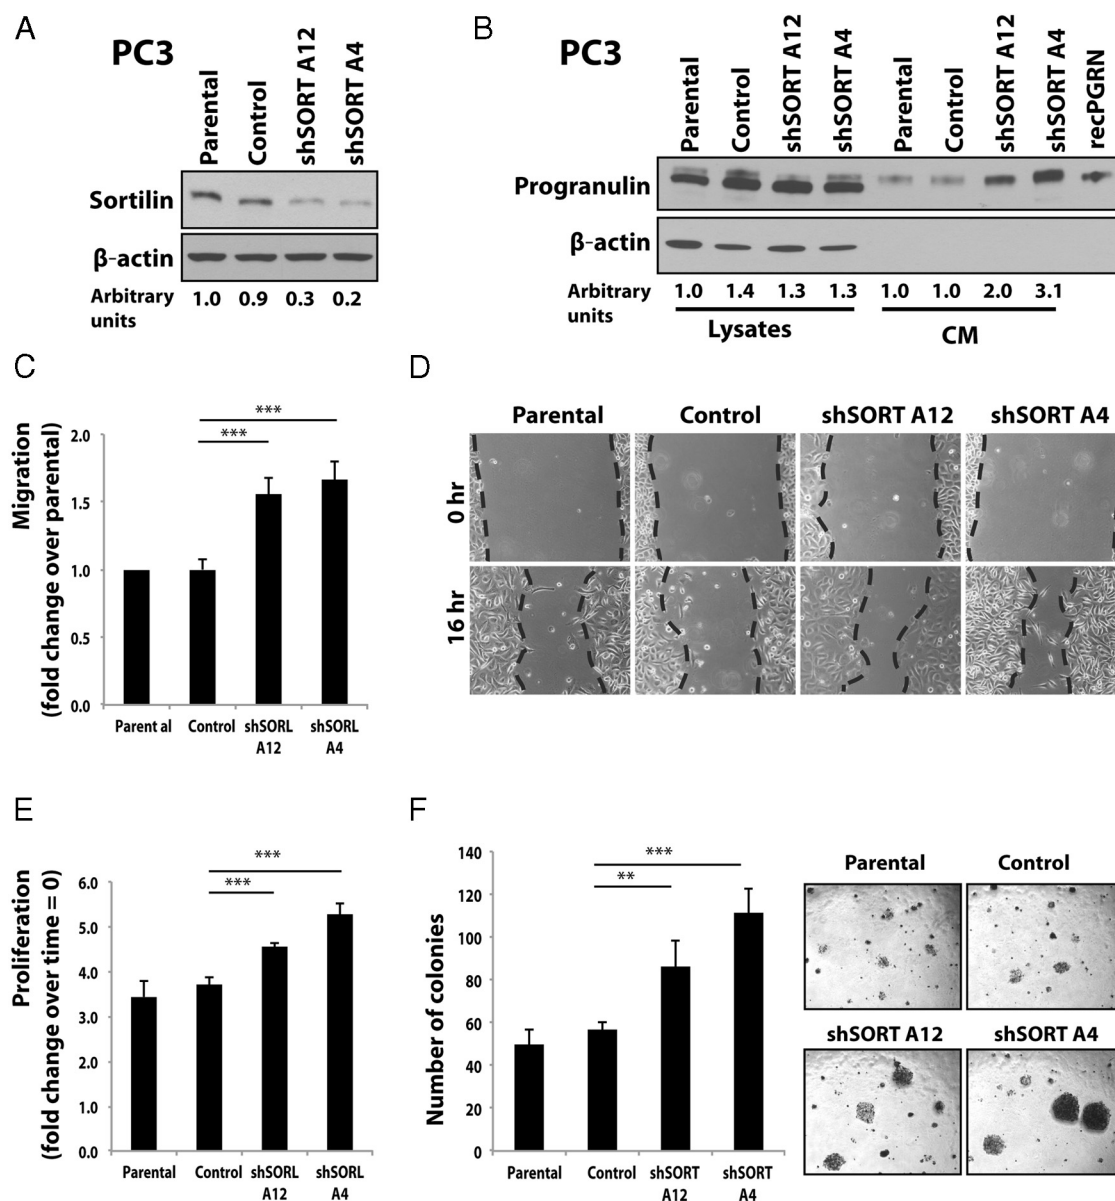 A
PC3
Parental
Control
shSORT A12
shSORT A4
Sortilin
β-actin
Arbitrary
units
1.0 0.9 0.3 0.2
B
PC3
Parental
Control
shSORT A12
shSORT A4
Parental
Control
shSORT A12
shSORT A4
recPGRN
Progranulin
β-actin
Arbitrary
units
1.0 1.4 1.3 1.3 1.0 1.0 2.0 3.1
Lysates
CM
C
Migration
(fold change over parental)
***
***
2.0
1.5
1.0
0.5
0.0
Parent al Control shSORL shSORL
A12 A4
D
Parental Control shSORT A12 shSORT A4
0 hr
16 hr
E
Proliferation
(fold change over time = 0)
***
***
6.0
5.0
4.0
3.0
2.0
1.0
0.0
Parental Control shSORL shSORL
A12 A4
F
Number of colonies
***
**
140
120
100
80
60
40
20
0
Parental Control shSORT shSORT
A12 A4
Parental Control
shSORT A12 shSORT A4